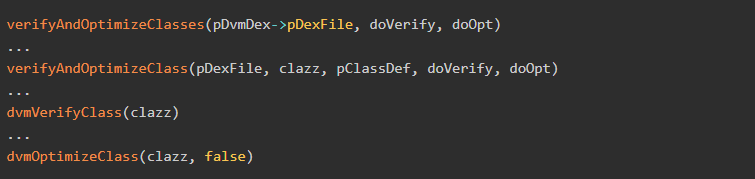 verifyAndOptimizeClasses(pDvmDex->pDexFile, doVerify, doOpt)
...
verifyAndOptimizeClass(pDexFile, clazz, pClassDef, doVerify, doOpt)
...
dvmVerifyClass(clazz)
...
dvmOptimizeClass(clazz, false)